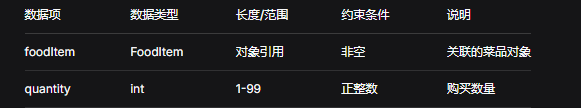 数据项 数据类型 长度/范围 约束条件 说明
foodItem FoodItem 对象引用 非空 关联的菜品对象
quantity int 1-99 正整数 购买数量